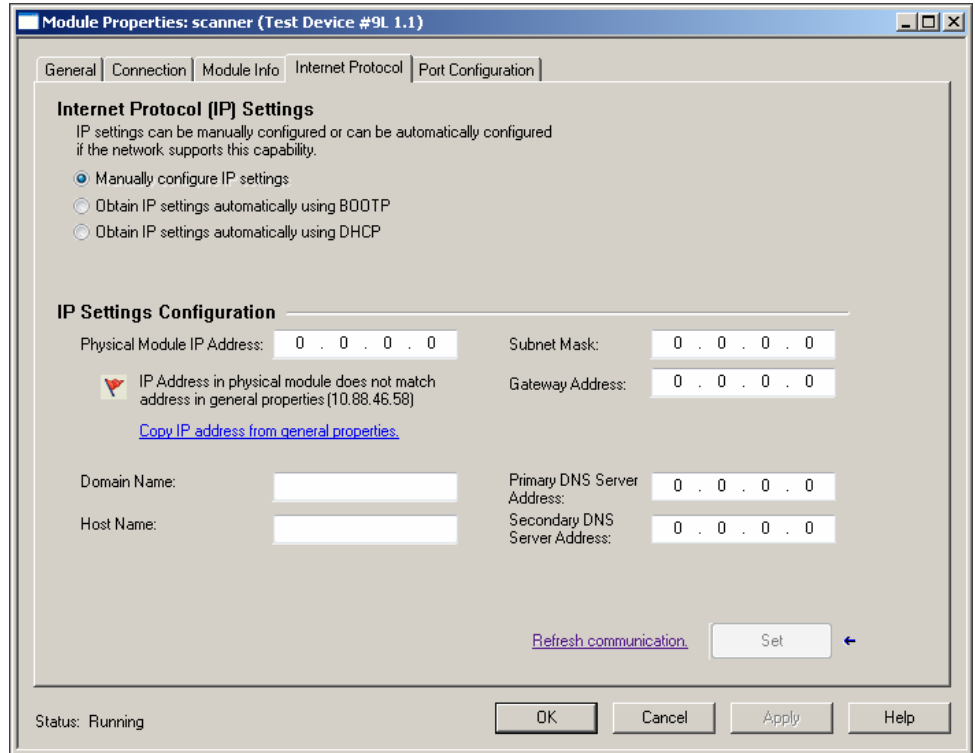 Module Properties: scanner (Test Device #9L 1.1)
General Connection Module Info Internet Protocol Port Configuration
Internet Protocol (IP) Settings
IP settings can be manually configured or can be automatically configured
if the network supports this capability.
Manually configure IP settings
Obtain IP settings automatically using BOOTP
Obtain IP settings automatically using DHCP
IP Settings Configuration
Physical Module IP Address: 0 . 0 . 0 . 0
IP Address in physical module does not match
address in general properties (10.88.46.58)
Copy IP address from general properties.
Subnet Mask: 0 . 0 . 0 . 0
Gateway Address: 0 . 0 . 0 . 0
Domain Name:
Host Name:
Primary DNS Server
Address: 0 . 0 . 0 . 0
Secondary DNS
Server Address: 0 . 0 . 0 . 0
Refresh communication. Set
Status: Running
OK Cancel Apply Help